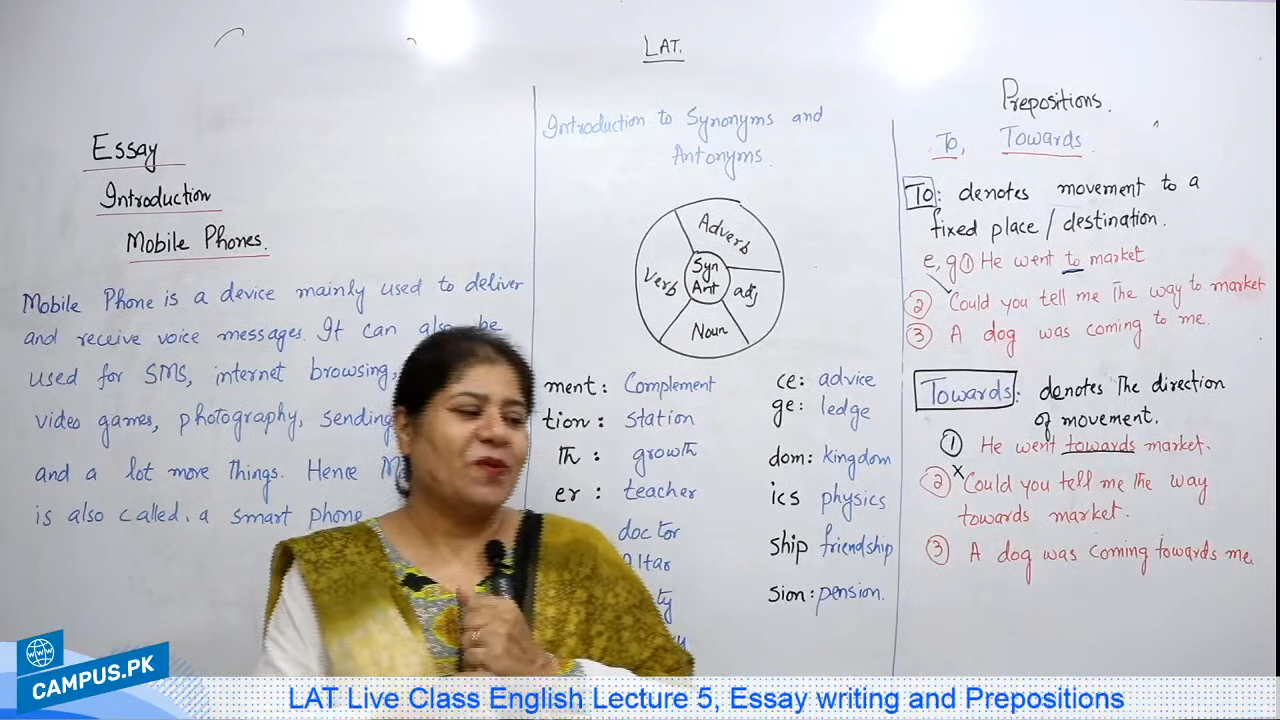 LAT.
Essay
Introduction
Mobile Phones.
Mobile Phone is a device mainly used to deliver
and receive voice messages. It can also be
used for SMS, internet browsing,
video games, photography, sending
and a lot more things. Hence M
is also called, a smart phone
Introduction to Synonyms and
Antonyms.
Adverb
Verb
Syn
Ant
adj
Noun
ment: Complement
tion: station
th: growth
er: teacher
doctor
ltar
ty
ce: advice
ge: ledge
dom: kingdom
ics physics
ship friendship
sion: pension.
Prepositions.
To, Towards.
To: denotes movement to a
fixed place / destination.
e,g ① He went to market
② Could you tell me The way to market
③ A dog was coming to me.
Towards: denotes The direction
of movement.
① He went towards market.
② x Could you tell me The way
towards market.
③ A dog was coming towards me.
www
CAMPUS.PK
LAT Live Class English Lecture 5, Essay writing and Prepositions